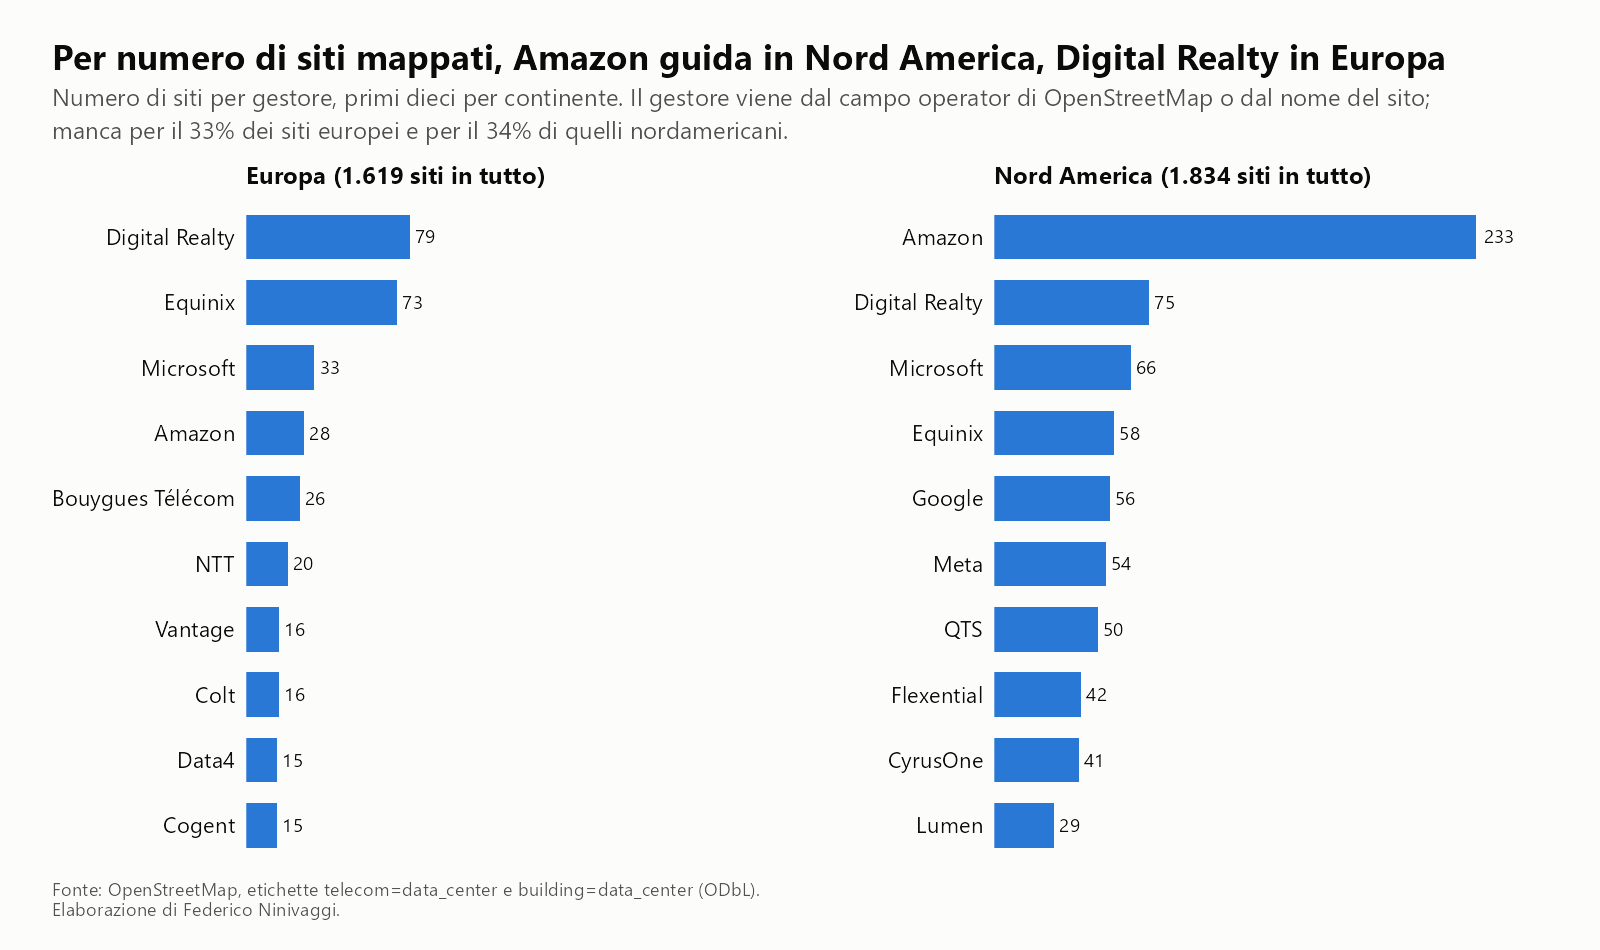 Per numero di siti mappati, Amazon guida in Nord America, Digital Realty in Europa
Numero di siti per gestore, primi dieci per continente. Il gestore viene dal campo operator di OpenStreetMap o dal nome del sito;
manca per il 33% dei siti europei e per il 34% di quelli nordamericani.
Europa (1.619 siti in tutto)
Digital Realty 79
Equinix 73
Microsoft 33
Amazon 28
Bouygues Télécom 26
NTT 20
Vantage 16
Colt 16
Data4 15
Cogent 15
Nord America (1.834 siti in tutto)
Amazon 233
Digital Realty 75
Microsoft 66
Equinix 58
Google 56
Meta 54
QTS 50
Flexential 42
CyrusOne 41
Lumen 29
Fonte: OpenStreetMap, etichette telecom=data_center e building=data_center (ODbL).
Elaborazione di Federico Ninivaggi.